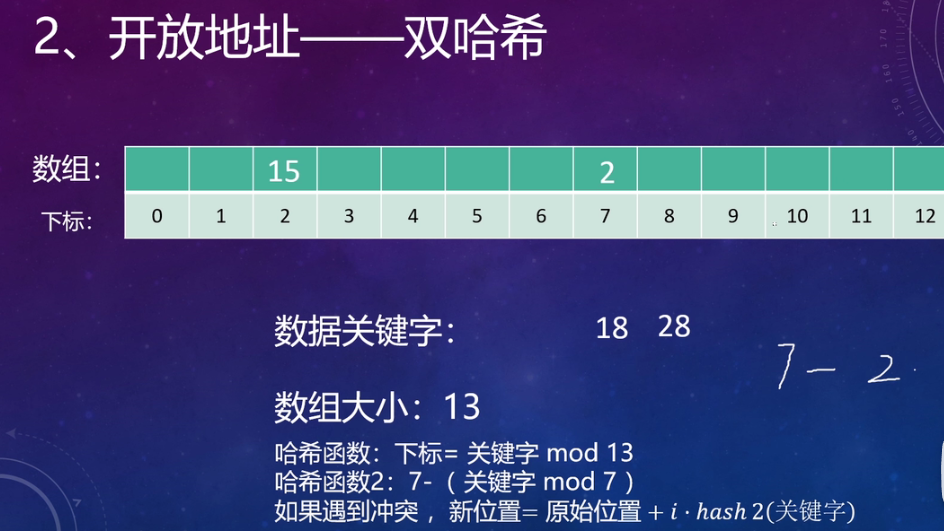 2、开放地址——双哈希
数组： 15 2
下标： 0 1 2 3 4 5 6 7 8 9 10 11 12
数据关键字： 18 28
7- 2
数组大小：13
哈希函数：下标= 关键字 mod 13
哈希函数2：7-（ 关键字 mod 7 ）
如果遇到冲突 ，新位置= 原始位置 + i · hash 2(关键字)